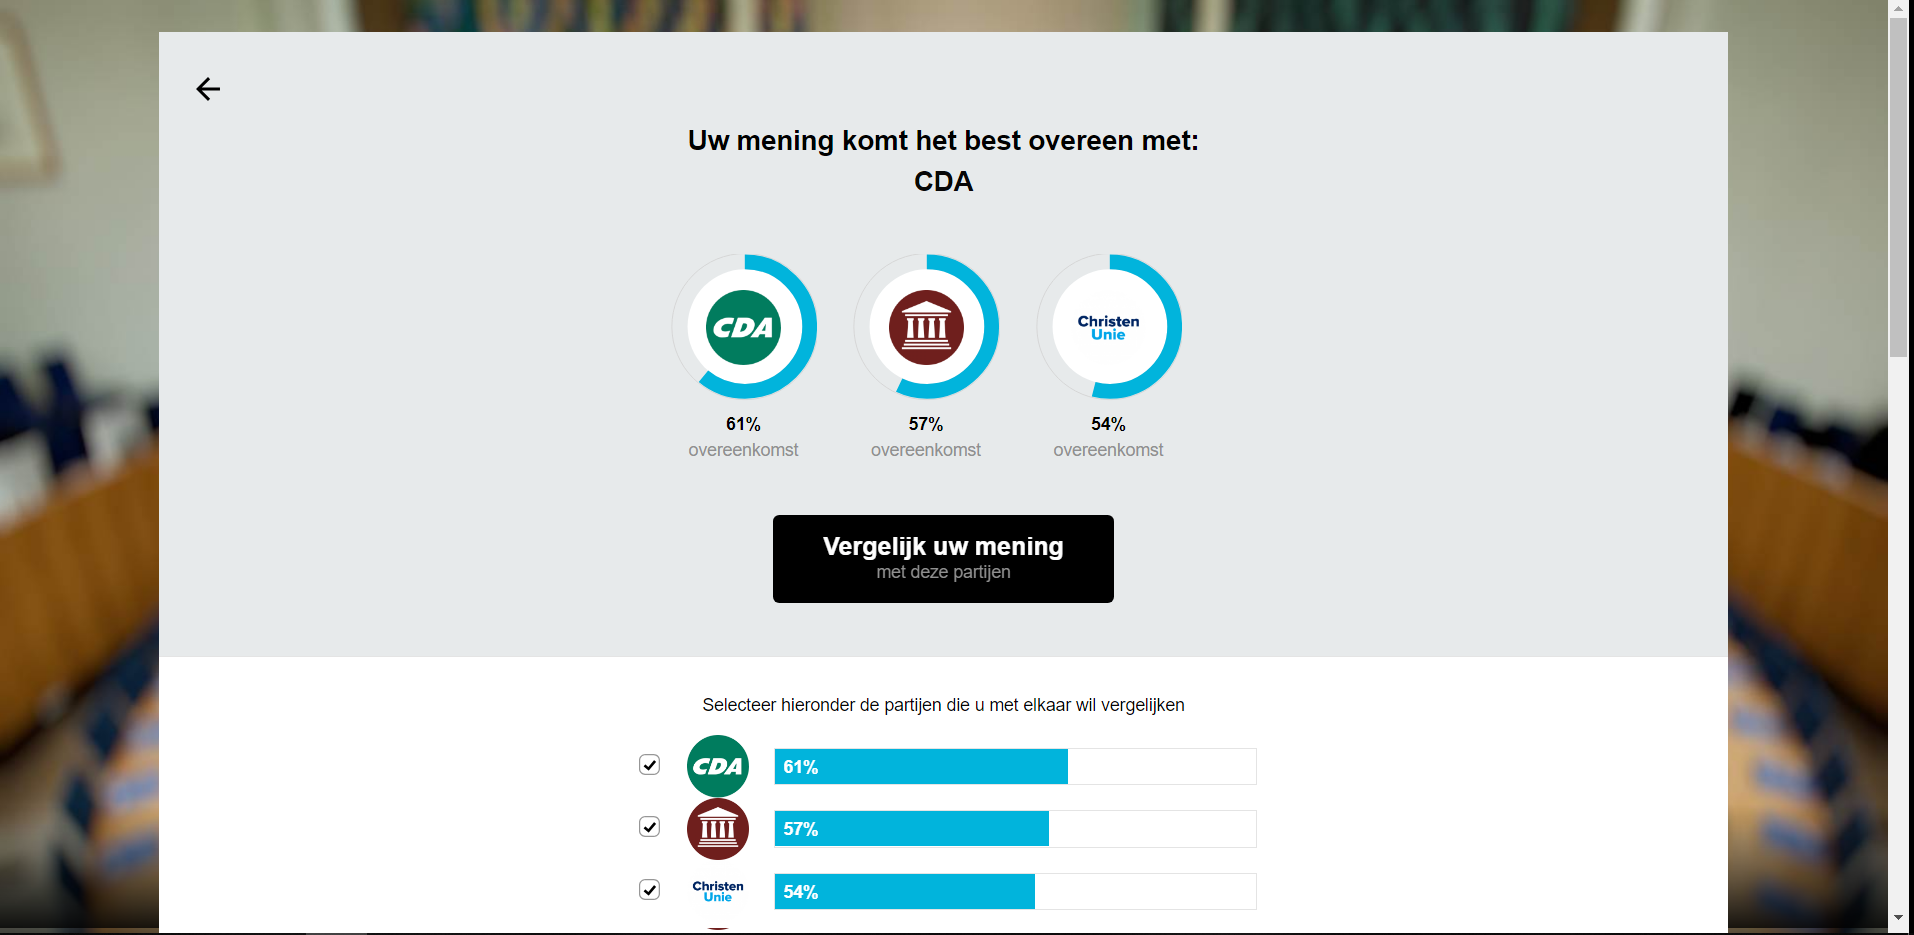 Uw mening komt het best overeen met:
CDA
CDA
Christen
Unie
61%
57%
54%
overeenkomst
overeenkomst
overeenkomst
Vergelijk uw mening
met deze partijen
Selecteer hieronder de partijen die u met elkaar wil vergelijken
CDA
61%
57%
Christen
Unie
54%